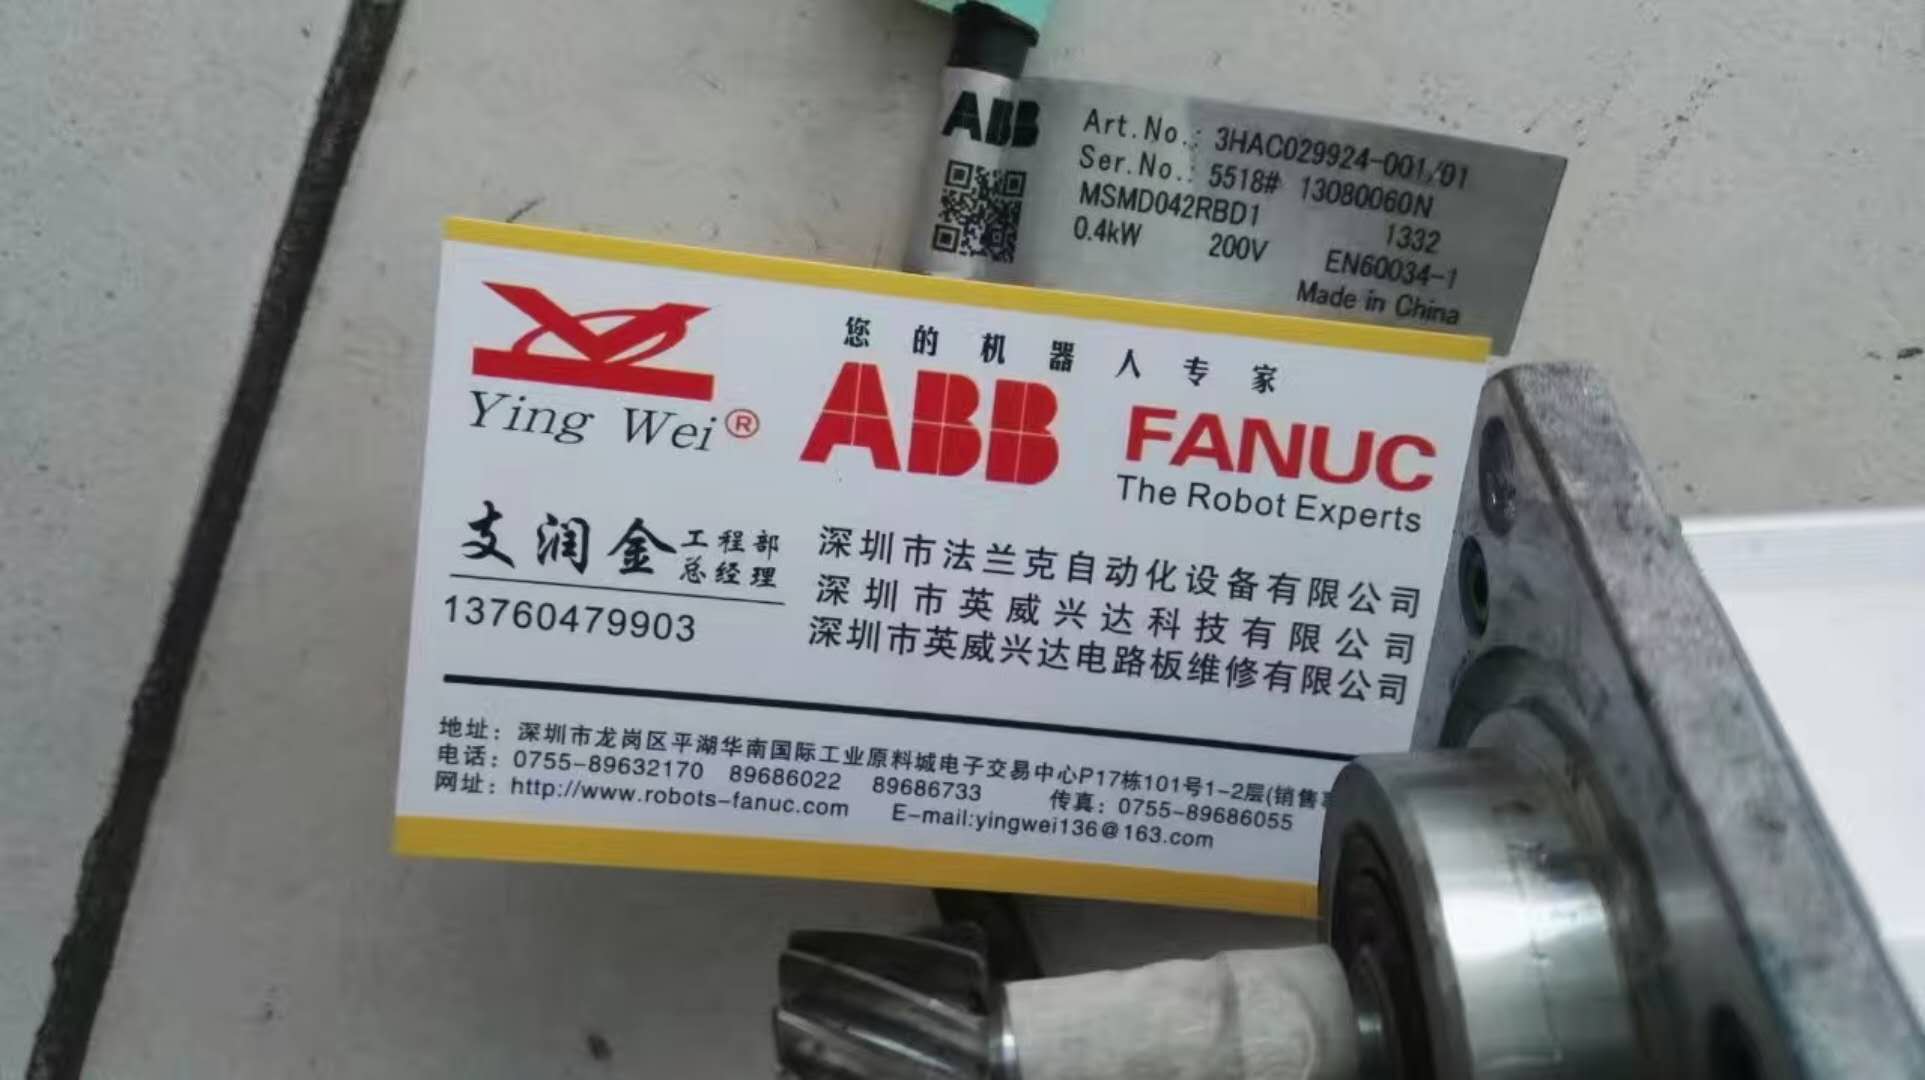 ABB
Art.No.: 3HAC029924-001/01
Ser.No.: 5518# 13080060N
MSMD042RBD1 1332
0.4kW 200V EN60034-1
Made in China
您的机器人专家
Ying Wei®
ABB
FANUC
The Robot Experts
支润金 工程部
总经理
13760479903
深圳市法兰克自动化设备有限公司
深圳市英威兴达科技有限公司
深圳市英威兴达电路板维修有限公司
地址：深圳市龙岗区平湖华南国际工业原料城电子交易中心P17栋101号1-2层(销售
电话：0755-89632170 89686022 89686733 传真：0755-89686055
网址：http://www.robots-fanuc.com E-mail:yingwei136@163.com